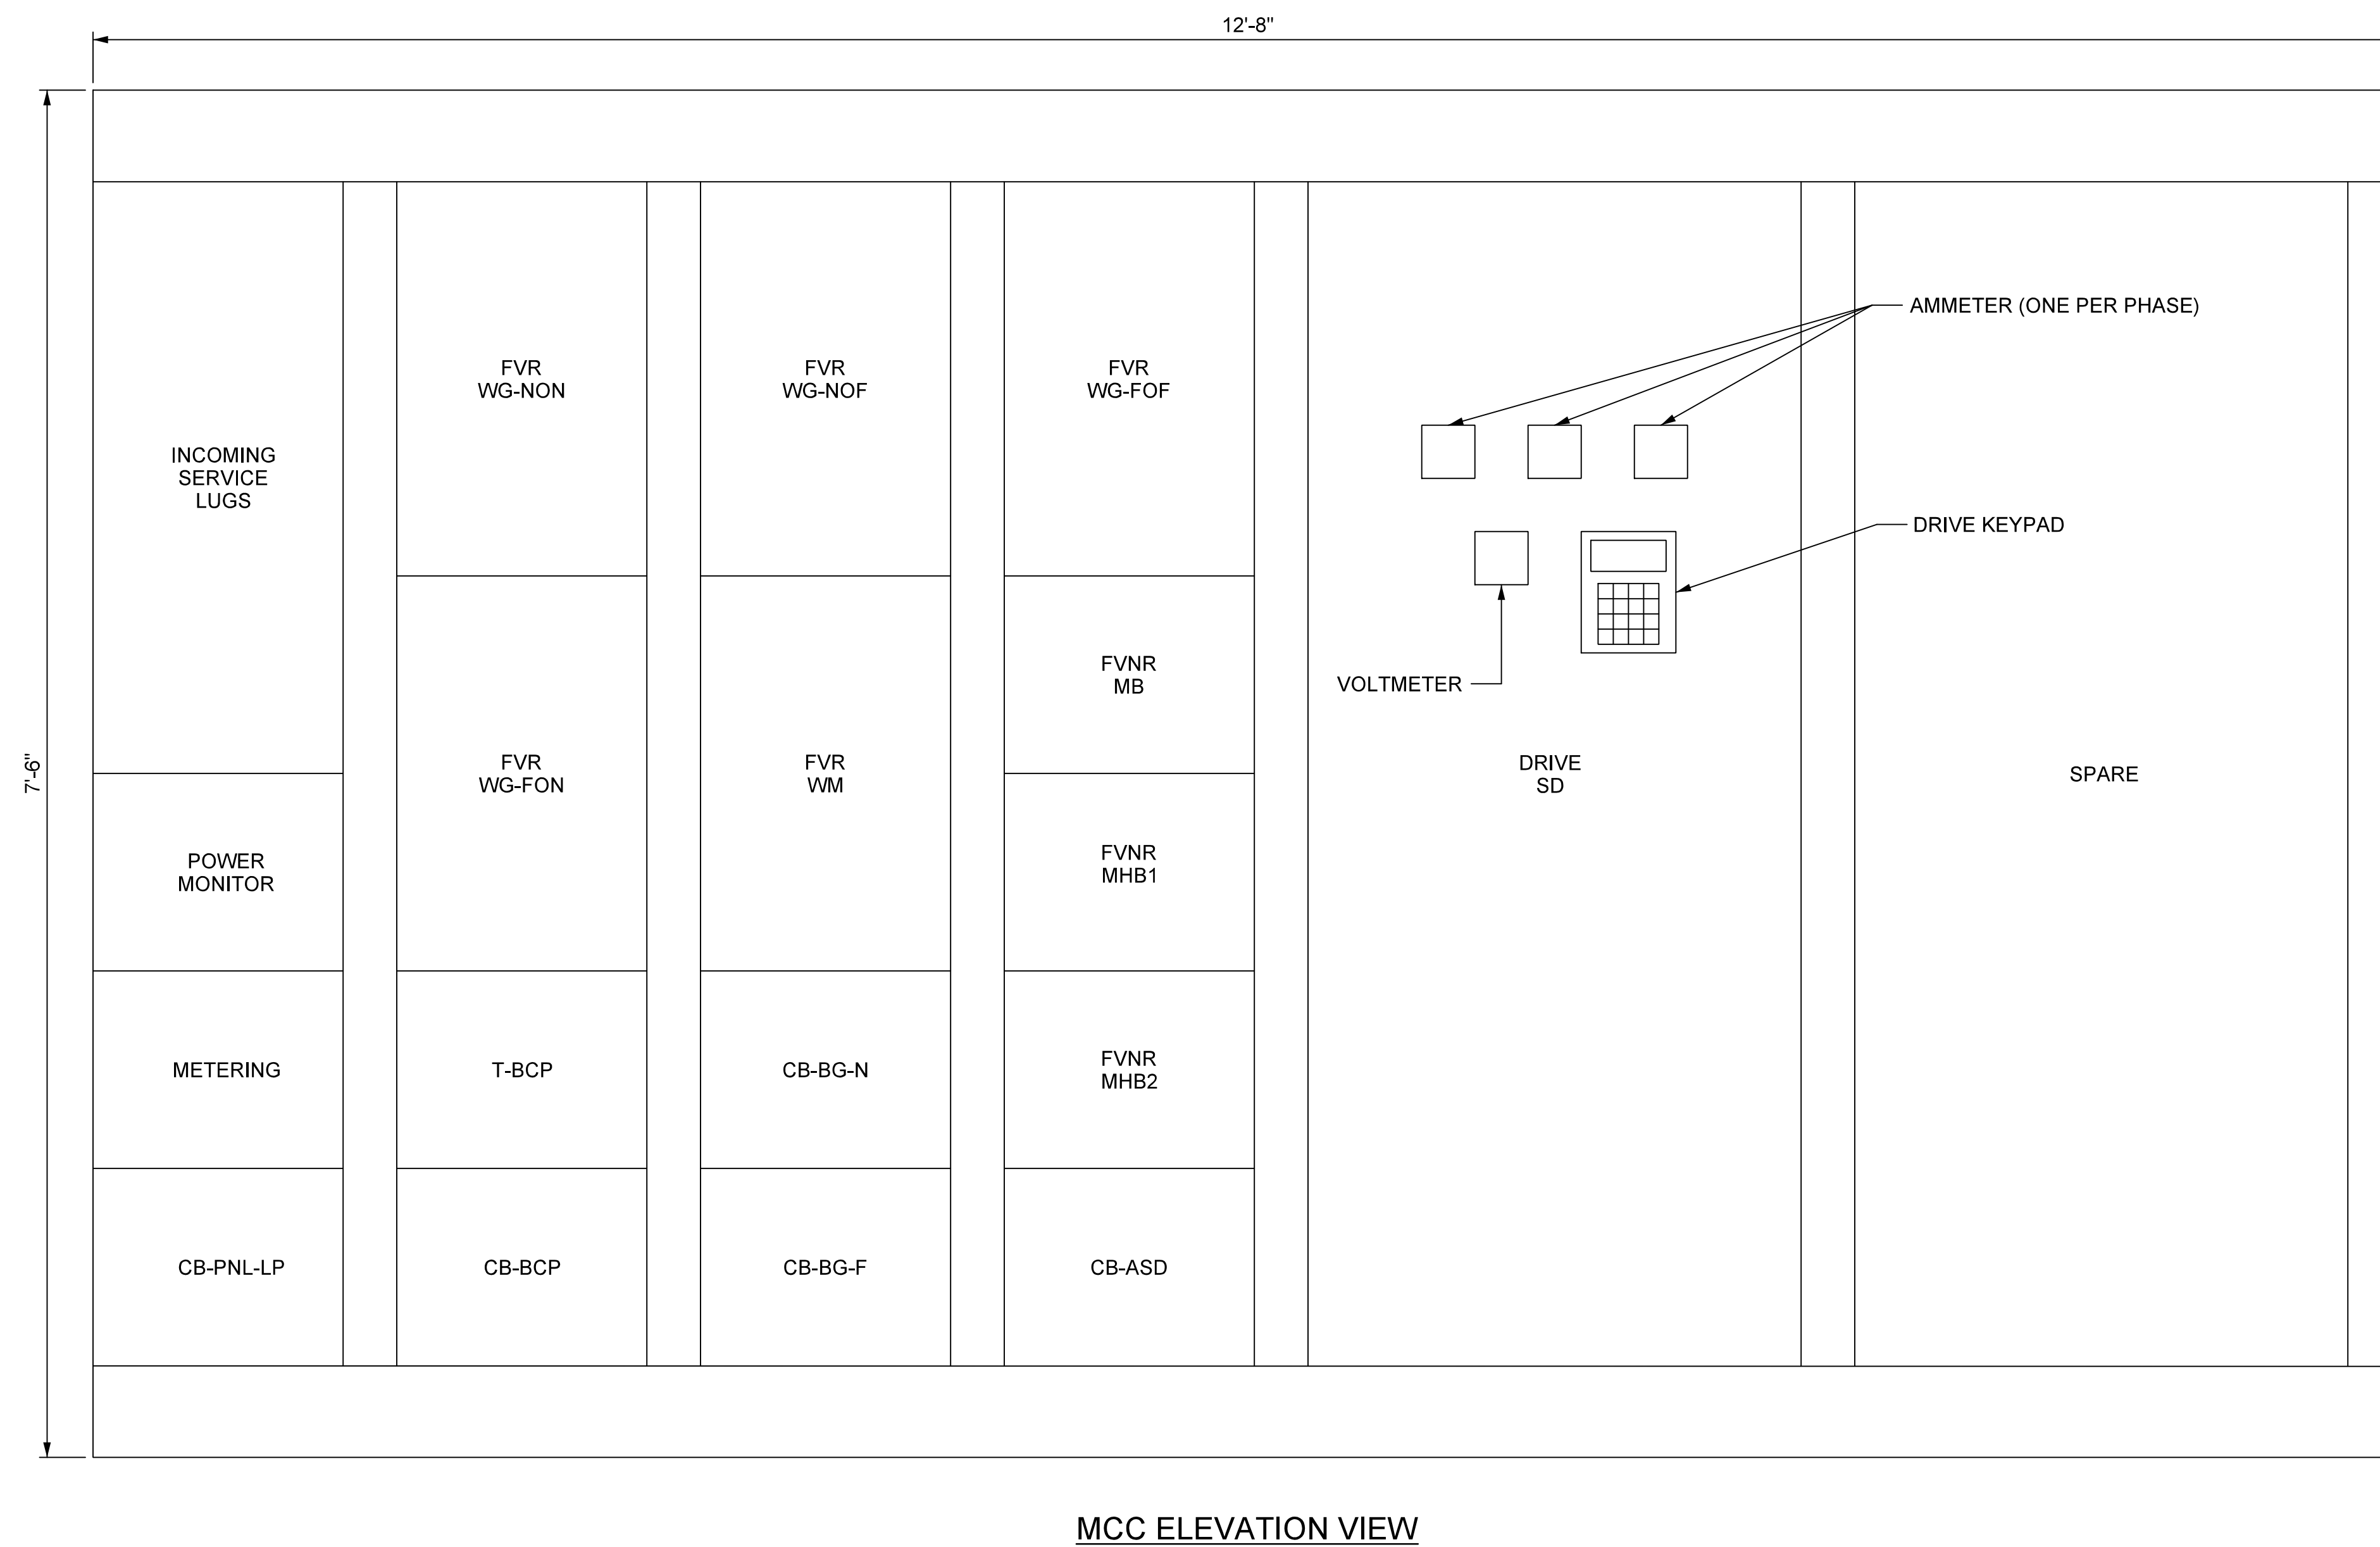 12'-8"
7'-6"
INCOMING
SERVICE
LUGS
POWER
MONITOR
METERING
CB-PNL-LP
FVR
WG-NON
FVR
WG-FON
T-BCP
CB-BCP
FVR
WG-NOF
FVR
WM
CB-BG-N
CB-BG-F
FVR
WG-FOF
FVNR
MB
FVNR
MHB1
FVNR
MHB2
CB-ASD
AMMETER (ONE PER PHASE)
DRIVE KEYPAD
VOLTMETER
DRIVE
SD
SPARE
MCC ELEVATION VIEW